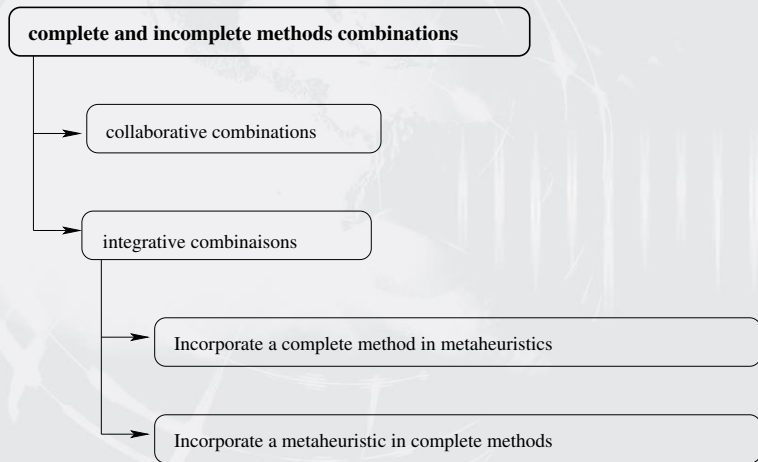 complete and incomplete methods combinations
collaborative combinations
integrative combinaisons
Incorporate a complete method in metaheuristics
Incorporate a metaheuristic in complete methods